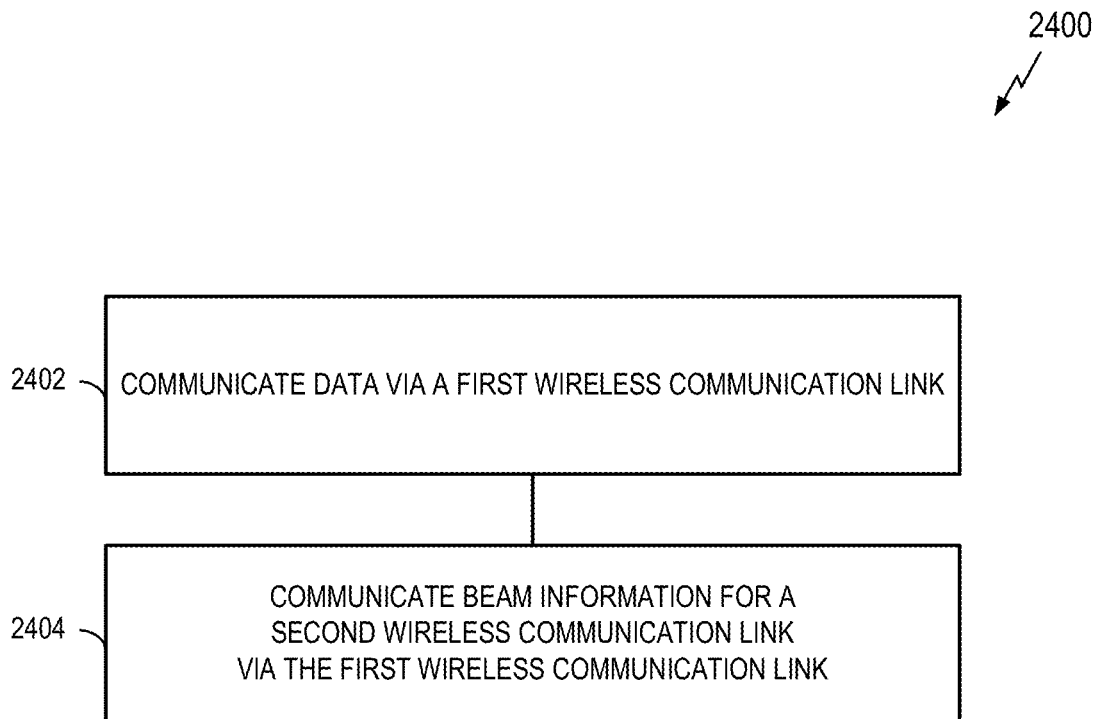 2400
2402
COMMUNICATE DATA VIA A FIRST WIRELESS COMMUNICATION LINK
2404
COMMUNICATE BEAM INFORMATION FOR A
SECOND WIRELESS COMMUNICATION LINK
VIA THE FIRST WIRELESS COMMUNICATION LINK